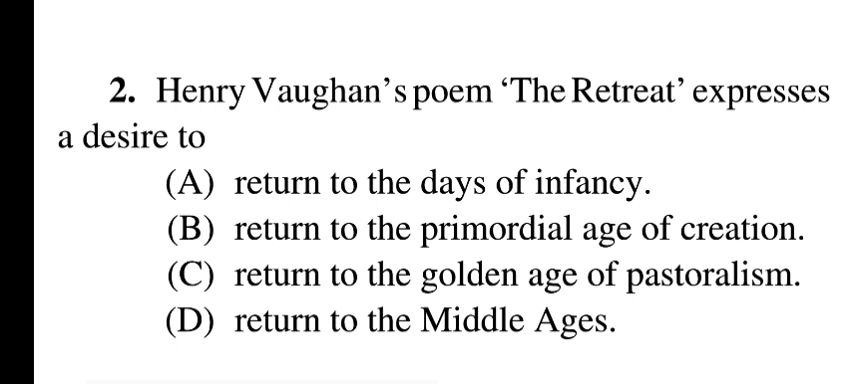 2. Henry Vaughan’s poem ‘The Retreat’ expresses
a desire to
(A) return to the days of infancy.
(B) return to the primordial age of creation.
(C) return to the golden age of pastoralism.
(D) return to the Middle Ages.